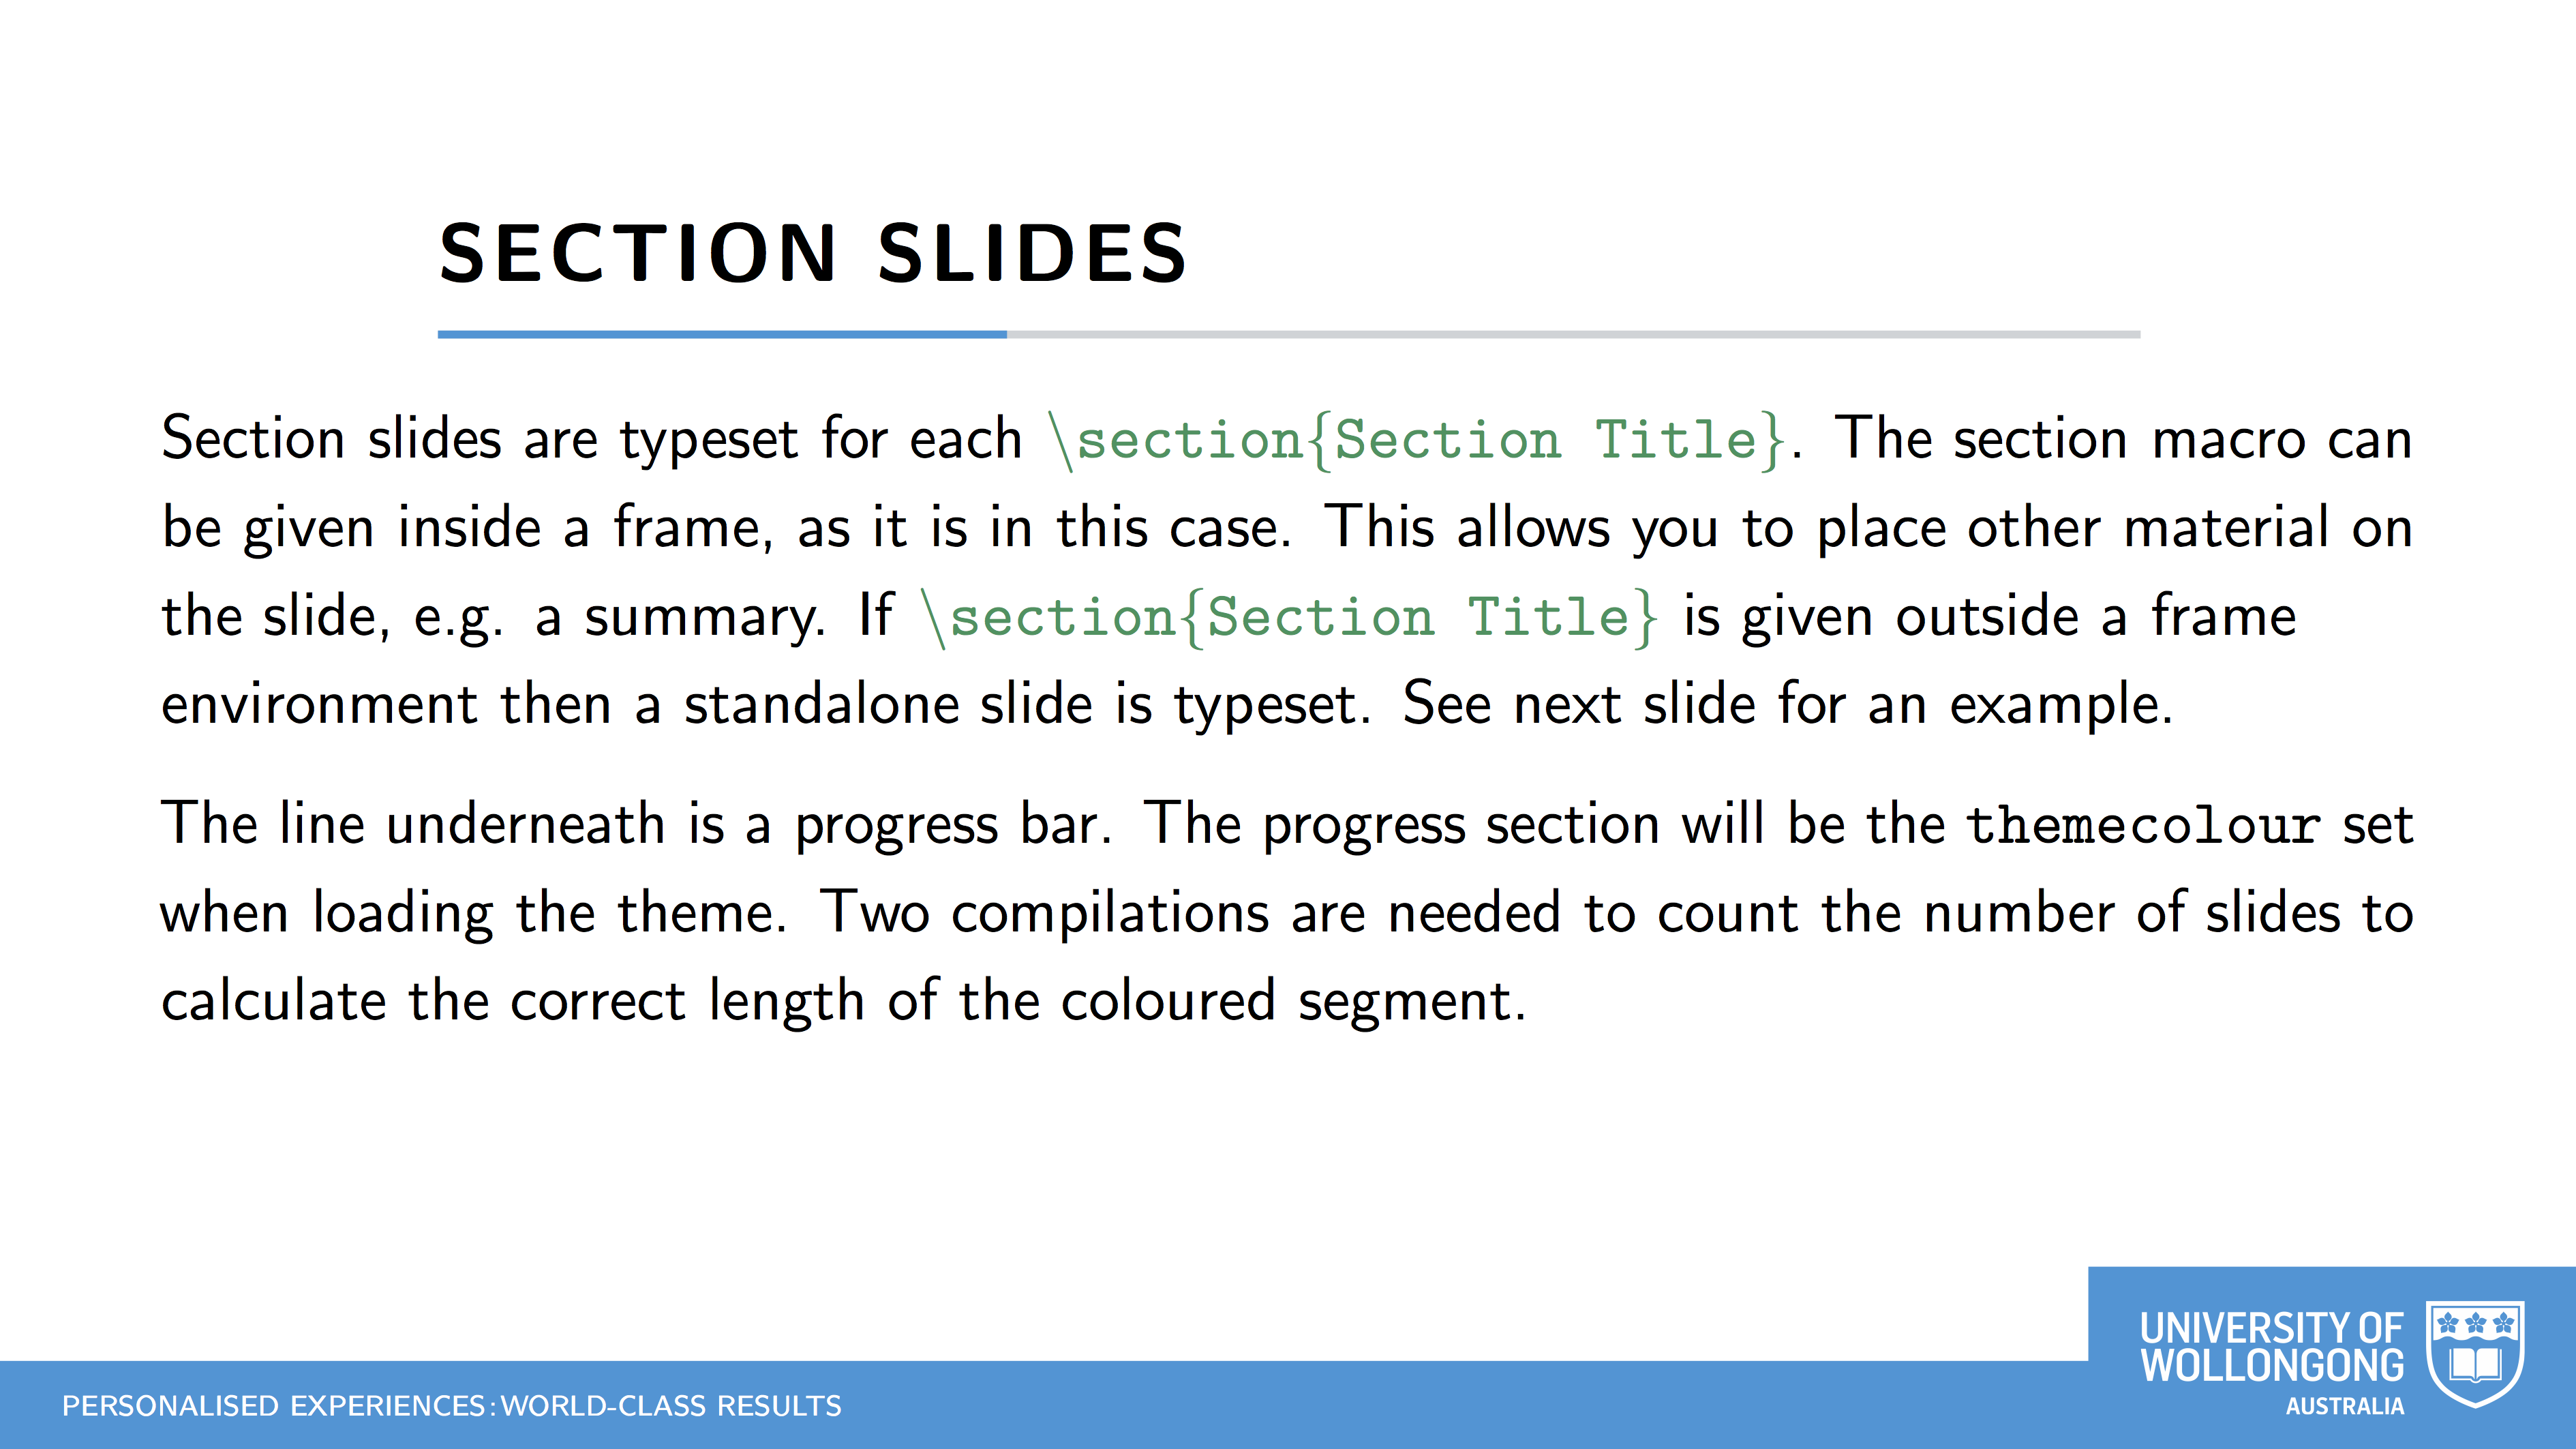 SECTION SLIDES
Section slides are typeset for each \section{Section Title}. The section macro can
be given inside a frame, as it is in this case. This allows you to place other material on
the slide, e.g. a summary. If \section{Section Title} is given outside a frame
environment then a standalone slide is typeset. See next slide for an example.
The line underneath is a progress bar. The progress section will be the themecolour set
when loading the theme. Two compilations are needed to count the number of slides to
calculate the correct length of the coloured segment.
PERSONALISED EXPERIENCES:WORLD-CLASS RESULTS
UNIVERSITY OF
WOLLONGONG
AUSTRALIA